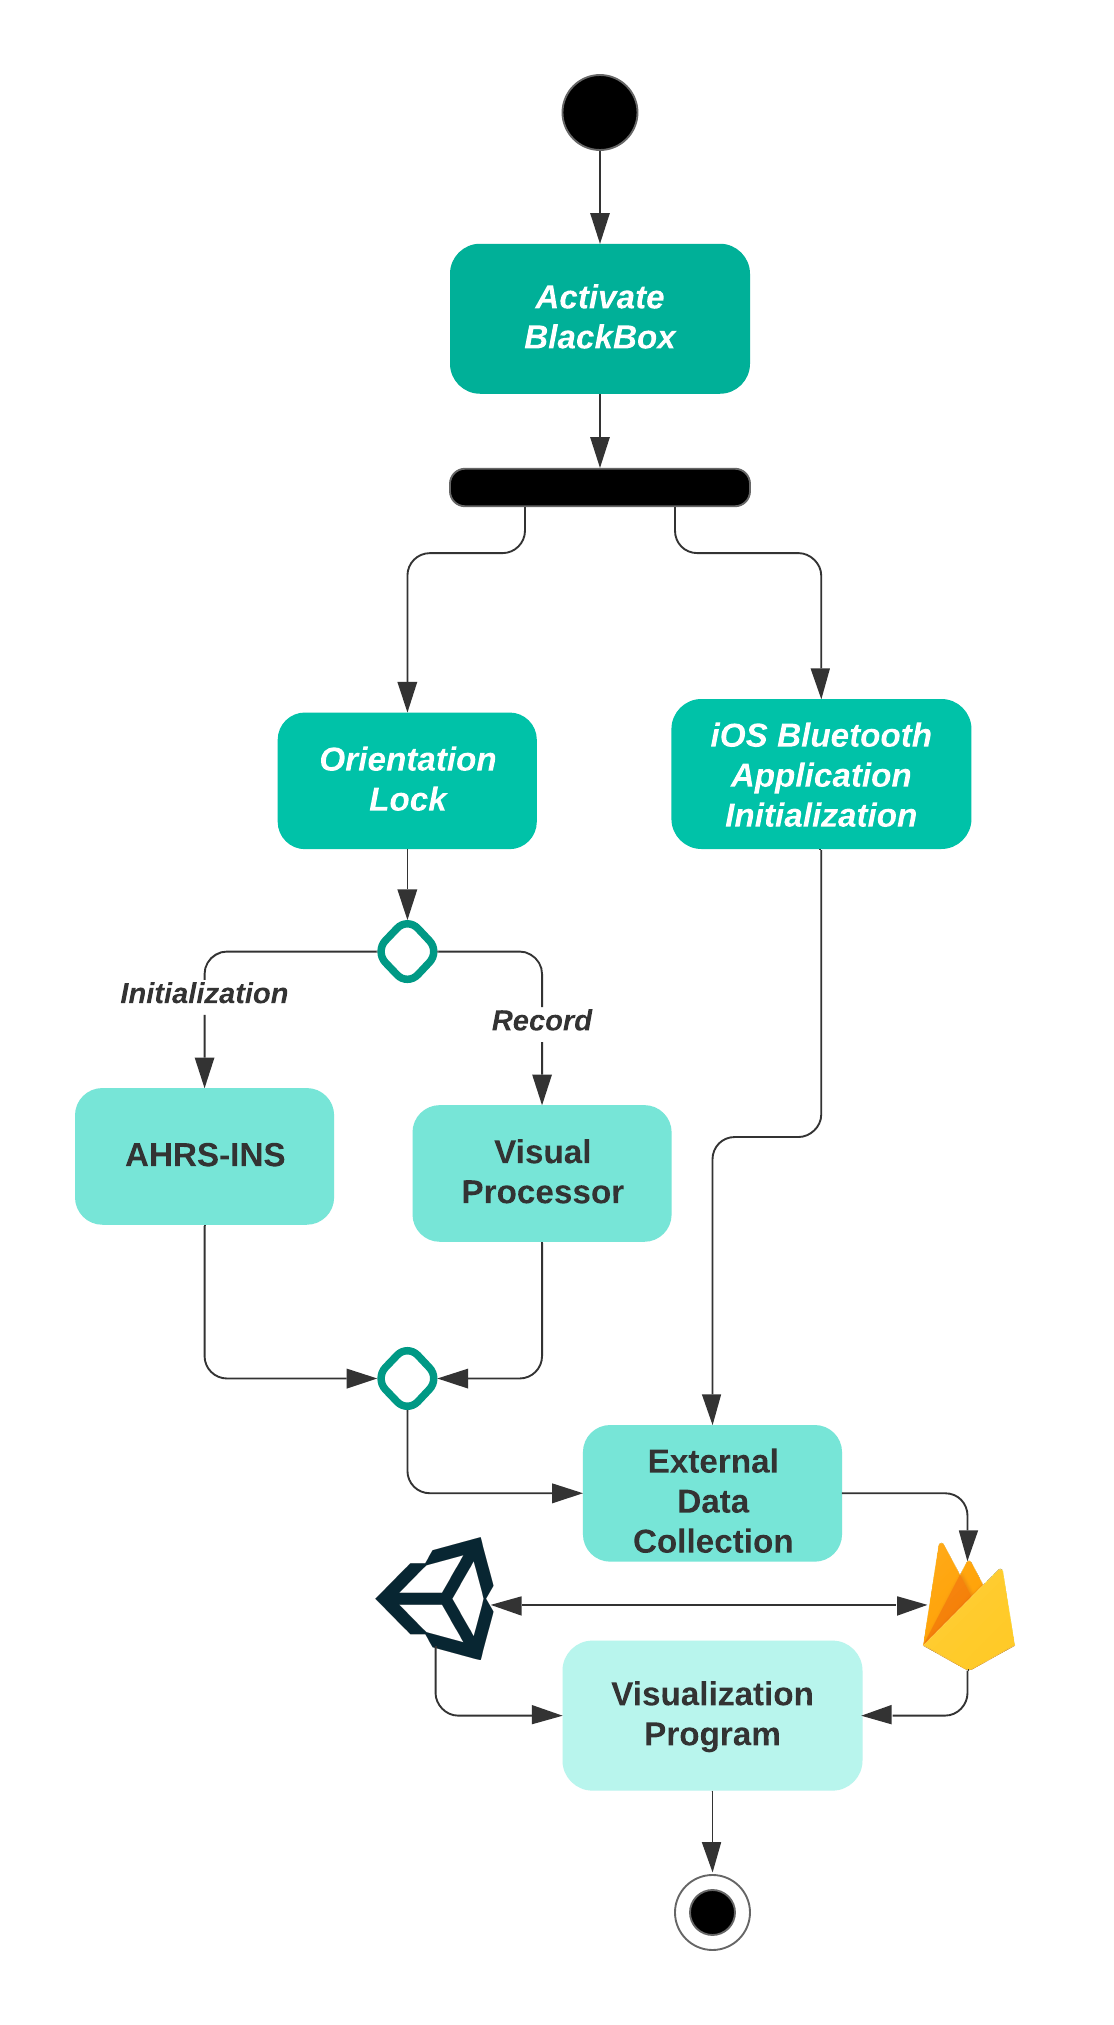 Activate
BlackBox
Orientation
Lock
iOS Bluetooth
Application
Initialization
Initialization
Record
AHRS-INS
Visual
Processor
External
Data
Collection
Visualization
Program